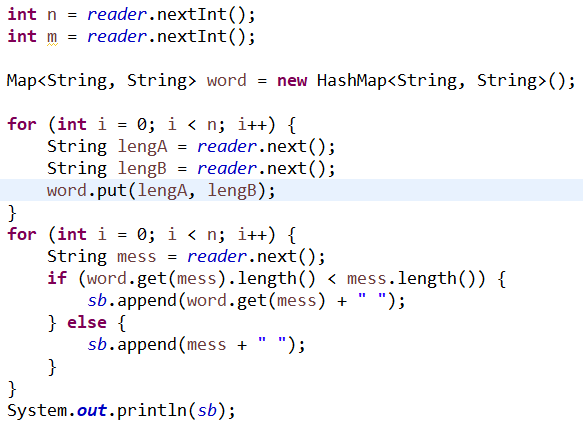 int n = reader.nextInt();
int m = reader.nextInt();
Map<String, String> word = new HashMap<String, String>();
for (int i = 0; i < n; i++) {
String lengA = reader.next();
String lengB = reader.next();
word.put(lengA, lengB);
}
for (int i = 0; i < n; i++) {
String mess = reader.next();
if (word.get(mess).length() < mess.length()) {
sb.append(word.get(mess) + " ");
} else {
sb.append(mess + " ");
}
}
System.out.println(sb);